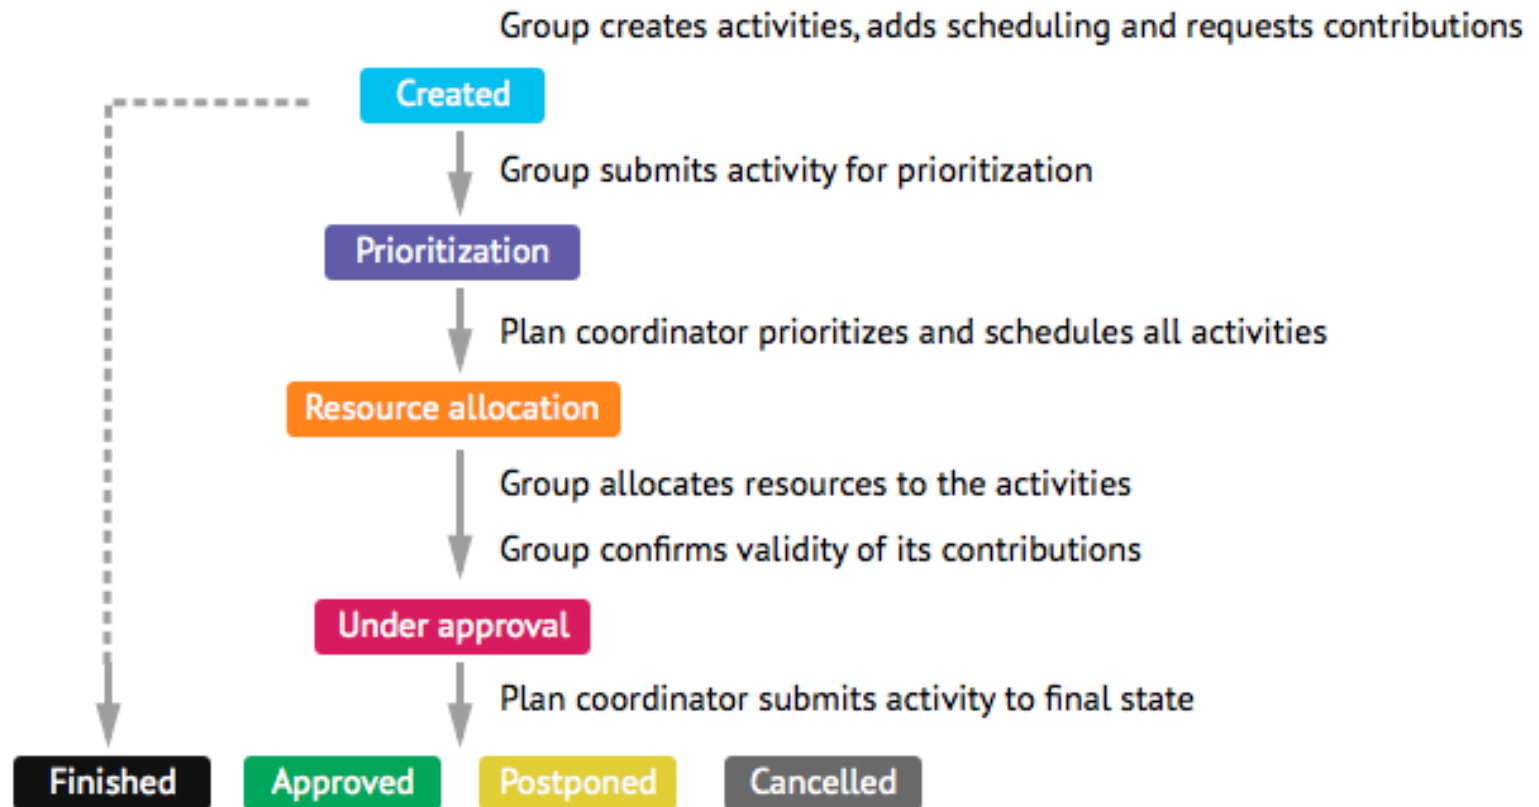 Group creates activities, adds scheduling and requests contributions
Created
Group submits activity for prioritization
Prioritization
Plan coordinator prioritizes and schedules all activities
Resource allocation
Group allocates resources to the activities
Group confirms validity of its contributions
Under approval
Plan coordinator submits activity to final state
Finished
Approved
Postponed
Cancelled